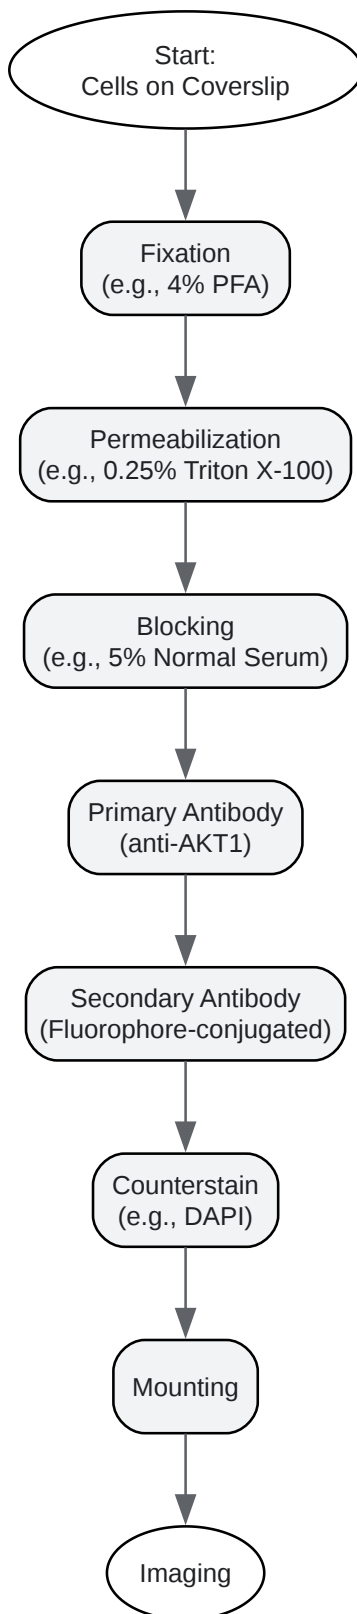 Start:
Cells on Coverslip
Fixation
(e.g., 4% PFA)
Permeabilization
(e.g., 0.25% Triton X-100)
Blocking
(e.g., 5% Normal Serum)
Primary Antibody
(anti-AKT1)
Secondary Antibody
(Fluorophore-conjugated)
Counterstain
(e.g., DAPI)
Mounting
Imaging